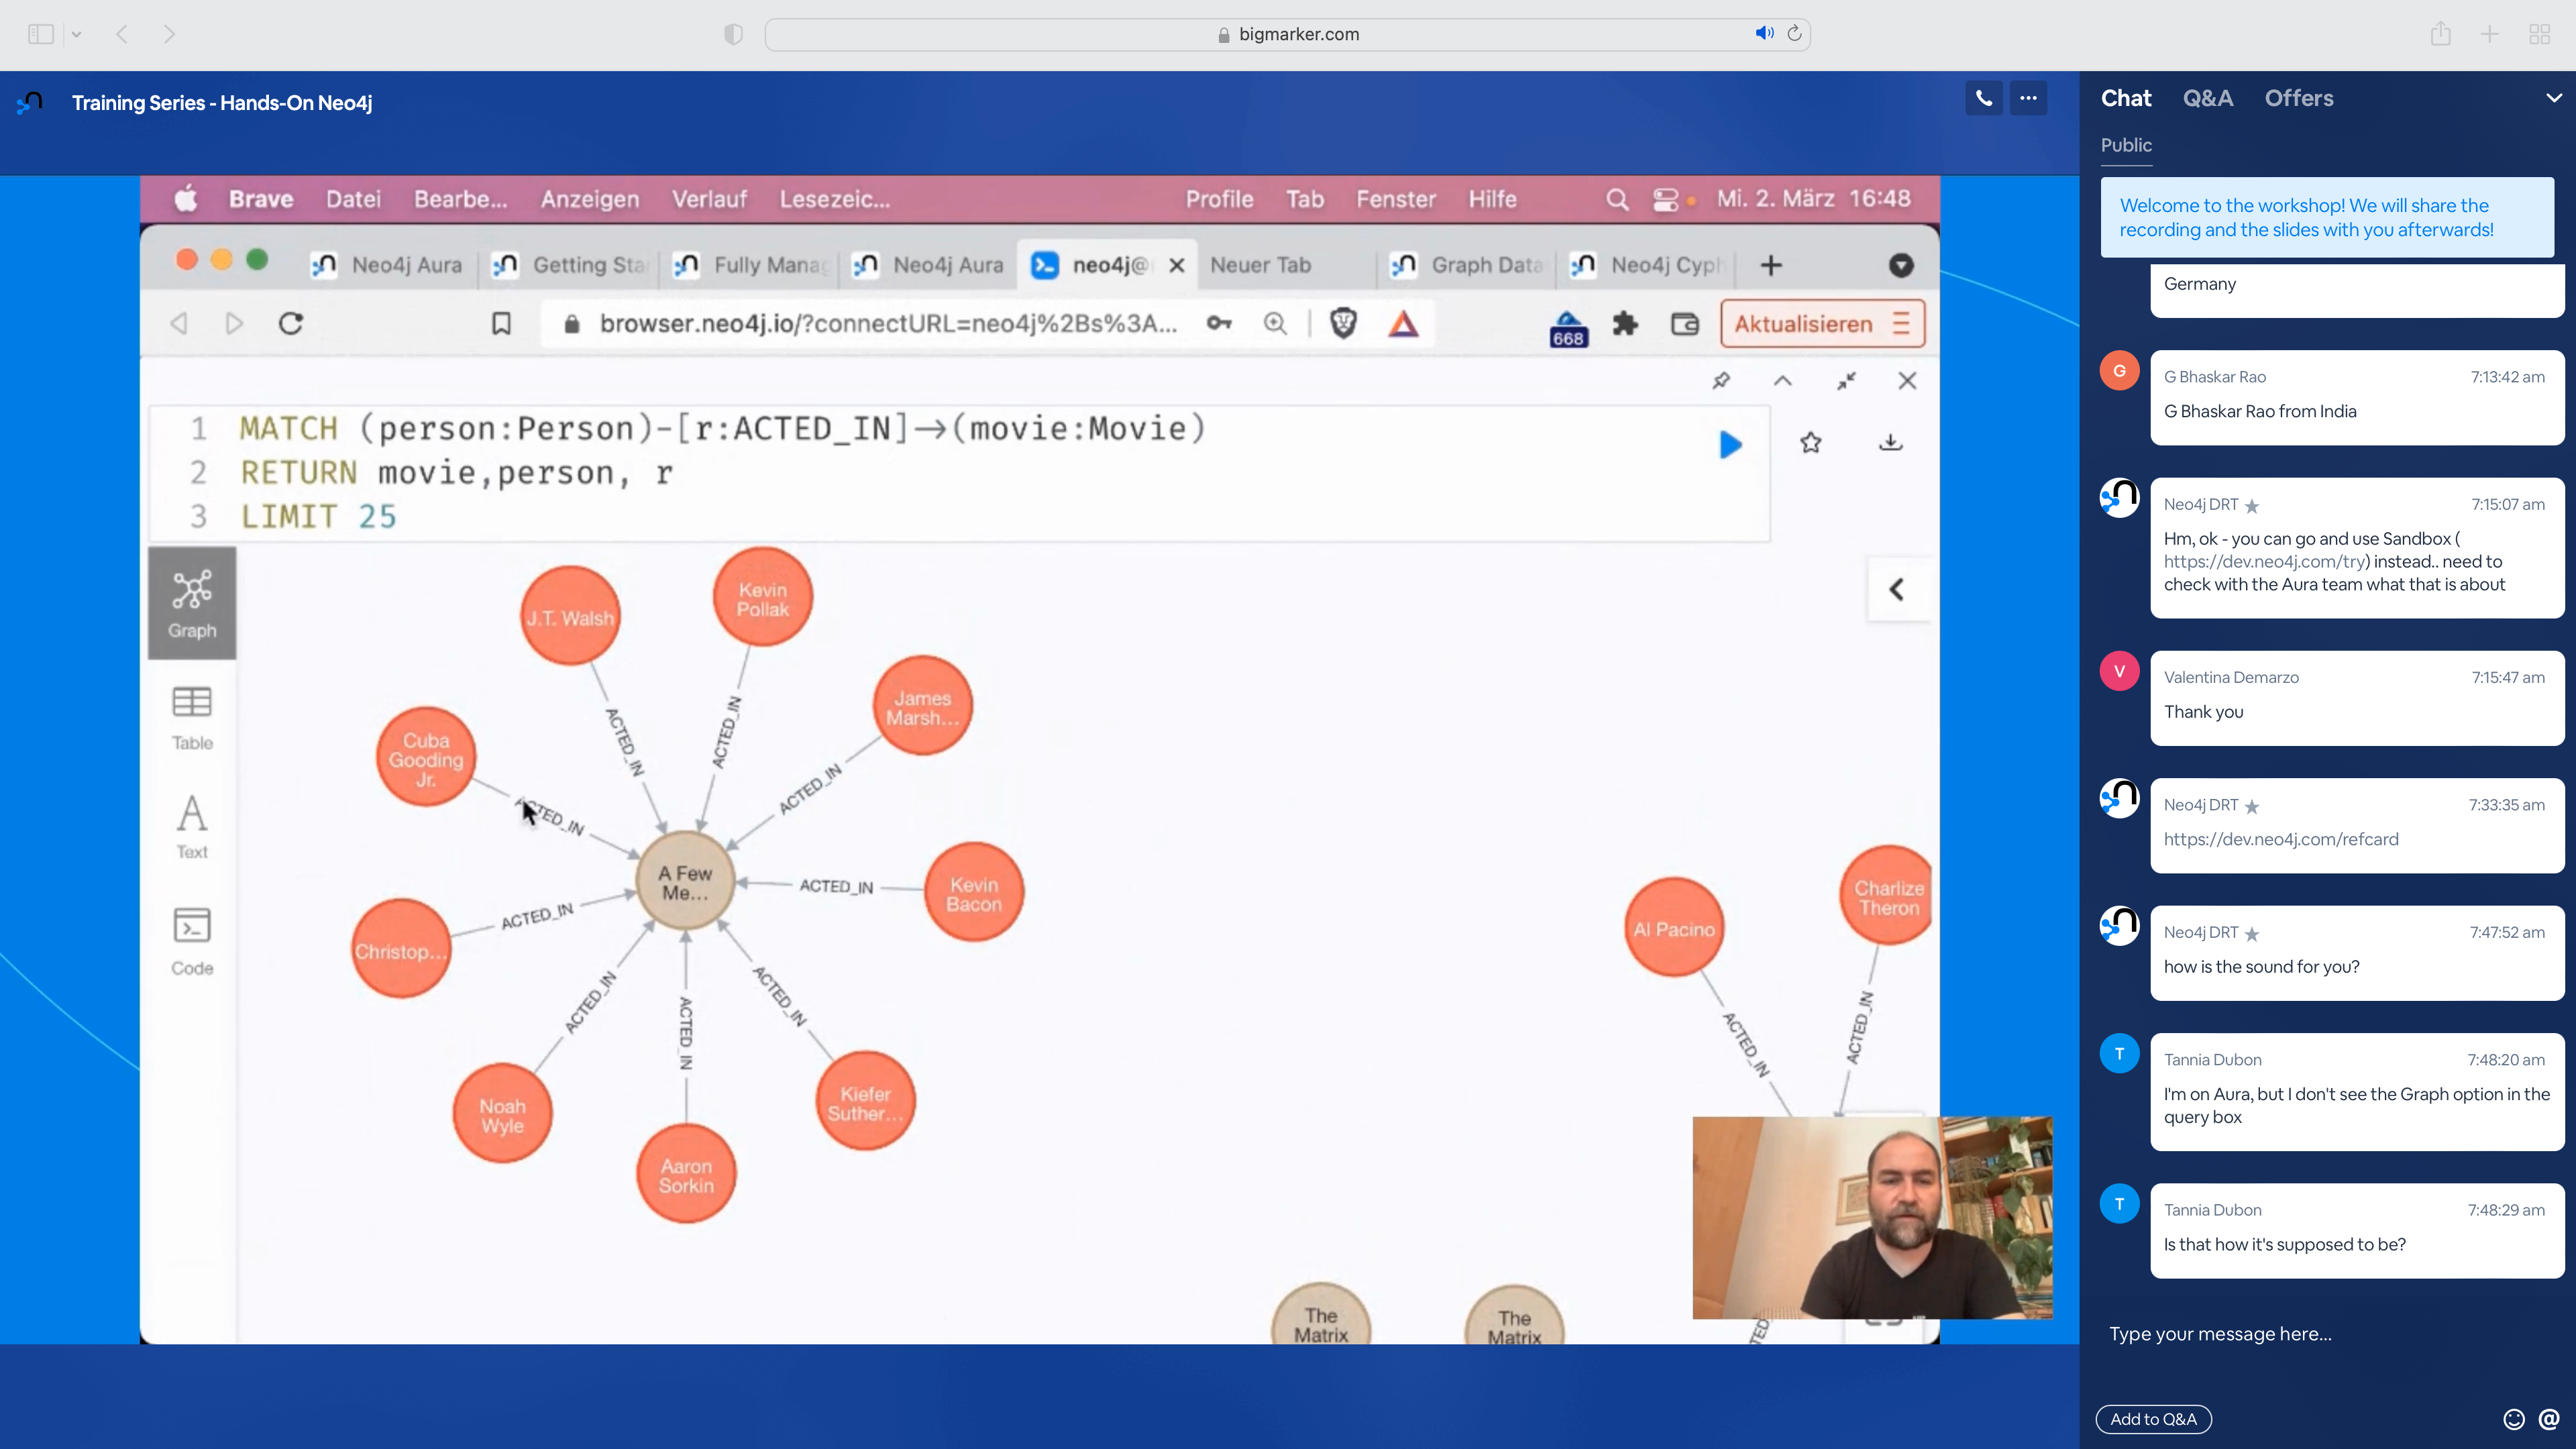 bigmarker.com
Training Series - Hands-On Neo4j
Brave Datei Bearbe... Anzeigen Verlauf Lesezeic... Profile Tab Fenster Hilfe Mi. 2. März 16:48
Neo4j Aura Getting Sta Fully Manag Neo4j Aura neo4j@ Neuer Tab Graph Data Neo4j Cyph
browser.neo4j.io/?connectURL=neo4j%2Bs%3A... 668 Aktualisieren
1 MATCH (person:Person)-[r:ACTED_IN]→(movie:Movie)
2 RETURN movie,person, r
3 LIMIT 25
Graph
Table
Text
Code
J.T. Walsh
Kevin
Pollak
James
Marsh...
Cuba
Gooding
Jr.
A Few
Me...
Kevin
Bacon
Christop...
Noah
Wyle
Aaron
Sorkin
Kiefer
Suther...
ACTED_IN
ACTED_IN
ACTED_IN
ACTED_IN
ACTED_IN
ACTED_IN
ACTED_IN
ACTED_IN
ACTED_IN
Al Pacino
Charlize
Theron
ACTED_IN
ACTED_IN
The
Matrix
The
Matrix
TED_
Chat Q&A Offers
Public
Welcome to the workshop! We will share the
recording and the slides with you afterwards!
Germany
G
G Bhaskar Rao 7:13:42 am
G Bhaskar Rao from India
Neo4j DRT 7:15:07 am
Hm, ok - you can go and use Sandbox (
https://dev.neo4j.com/try) instead.. need to
check with the Aura team what that is about
V
Valentina Demarzo 7:15:47 am
Thank you
Neo4j DRT 7:33:35 am
https://dev.neo4j.com/refcard
Neo4j DRT 7:47:52 am
how is the sound for you?
T
Tannia Dubon 7:48:20 am
I'm on Aura, but I don't see the Graph option in the
query box
T
Tannia Dubon 7:48:29 am
Is that how it's supposed to be?
Type your message here...
Add to Q&A @